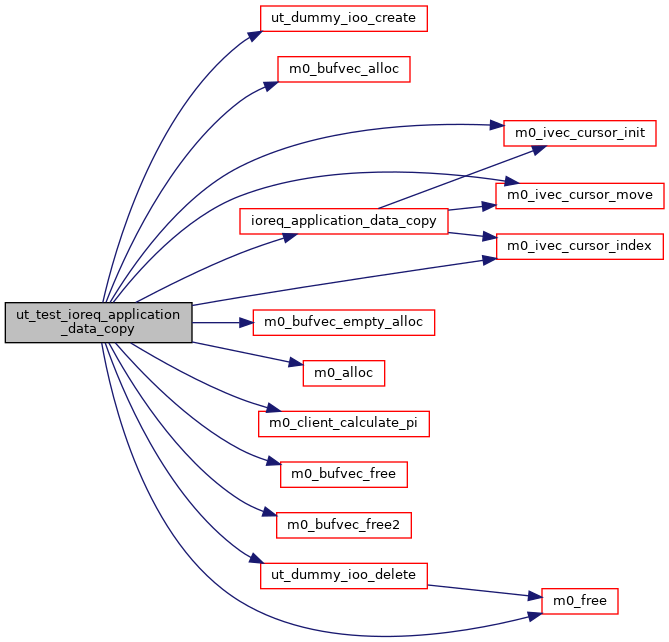 ut_dummy_ioo_create
m0_bufvec_alloc
m0_ivec_cursor_init
m0_ivec_cursor_move
ioreq_application_data_copy
m0_ivec_cursor_index
ut_test_ioreq_application
_data_copy
m0_bufvec_empty_alloc
m0_alloc
m0_client_calculate_pi
m0_bufvec_free
m0_bufvec_free2
ut_dummy_ioo_delete
m0_free